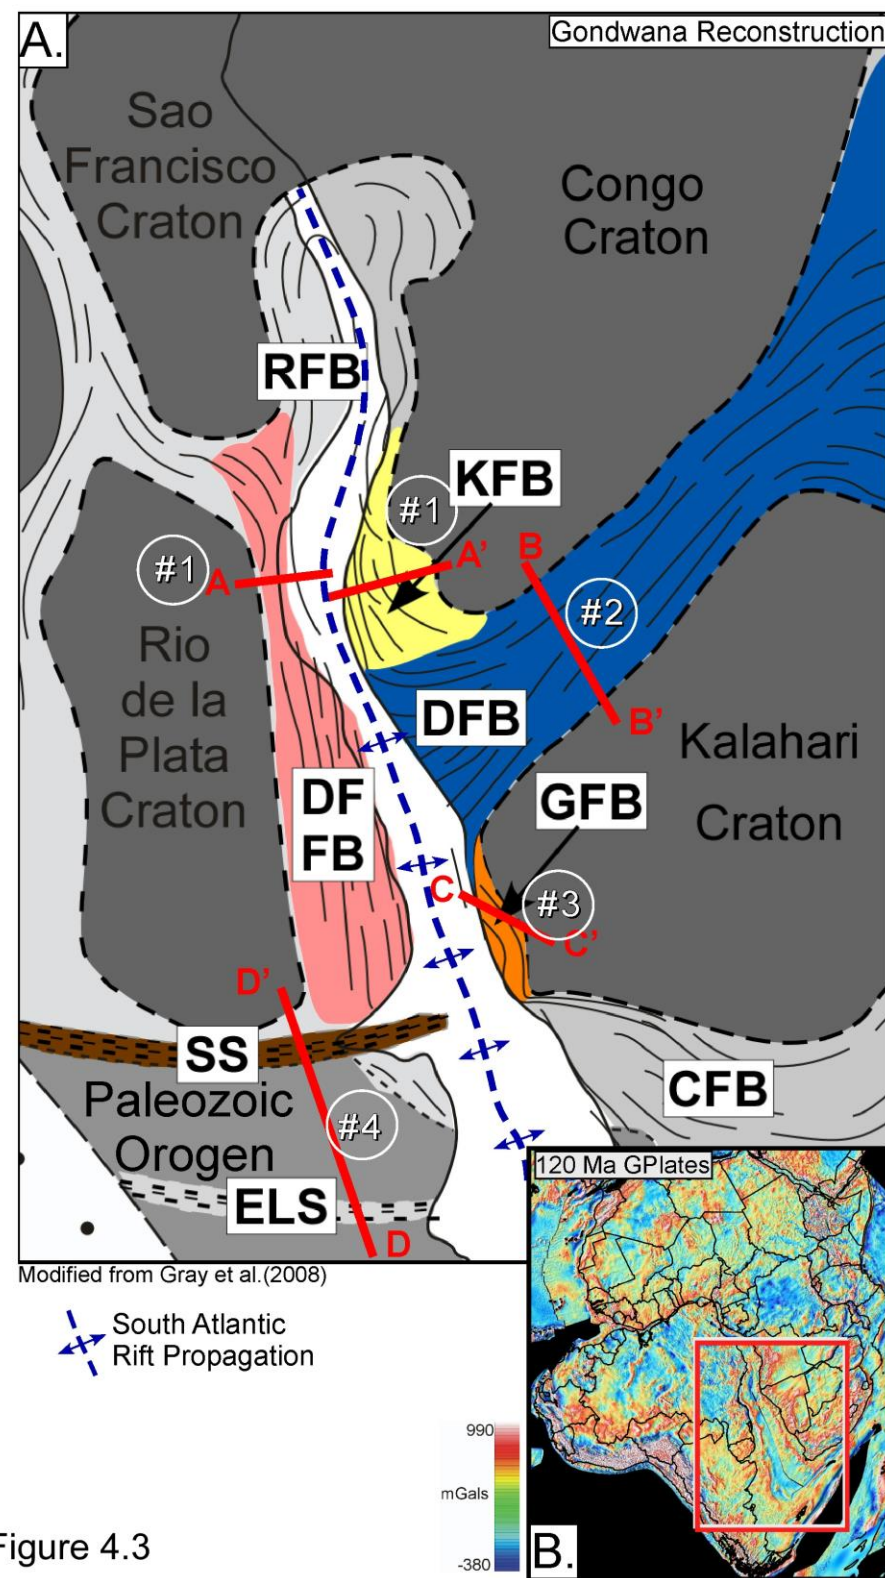 A.
Gondwana Reconstruction
Sao
Francisco
Craton
Congo
Craton
RFB
KFB
#1
#1
A
A'
B
#2
Rio
de la
Plata
Craton
B'
DFB
Kalahari
Craton
DF
FB
GFB
C
#3
C'
D'
SS
CFB
Paleozoic
Orogen
#4
ELS
D
120 Ma GPlates
Modified from Gray et al.(2008)
South Atlantic
Rift Propagation
990
mGals
-380
B.
Figure 4.3